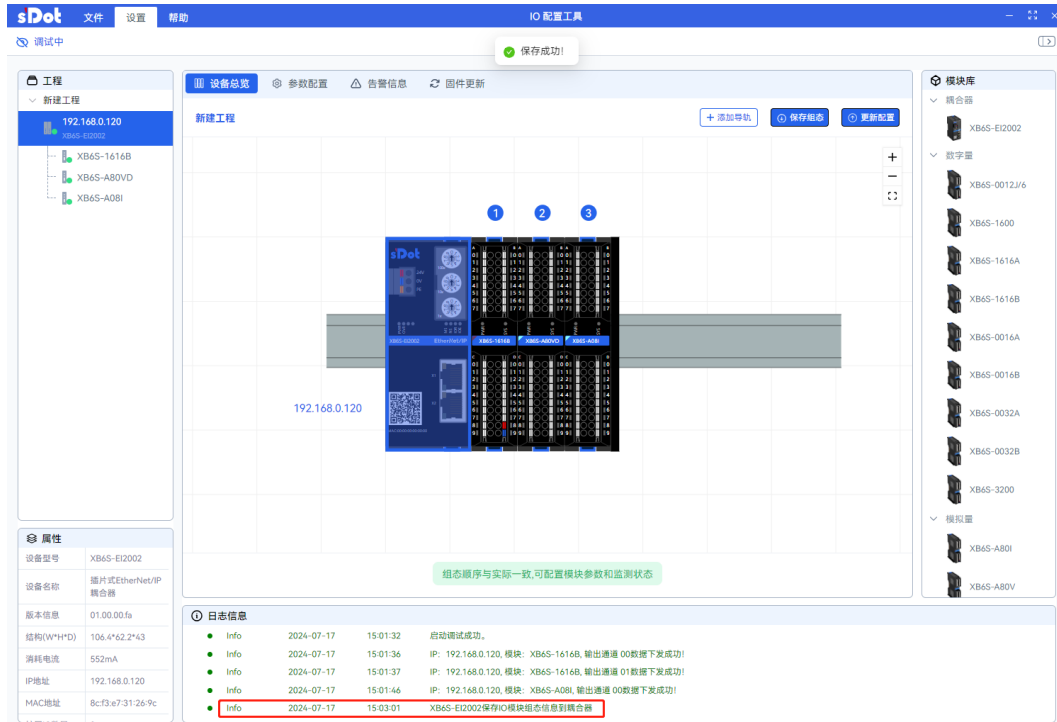 sDot 文件 设置 帮助 IO 配置工具
调试中
保存成功!
工程
新建工程
192.168.0.120
XB6S-EI2002
XB6S-1616B
XB6S-A80VD
XB6S-A08I
设备总览 参数配置 告警信息 固件更新
新建工程
+ 添加导轨 保存组态 更新配置
1 2 3
sDot
XB6S-EI2002 EtherNet/IP XB6S-1616B XB6S-A80VD XB6S-A08I
192.168.0.120
组态顺序与实际一致,可配置模块参数和监测状态
模块库
耦合器
XB6S-EI2002
数字量
XB6S-0012J/6
XB6S-1600
XB6S-1616A
XB6S-1616B
XB6S-0016A
XB6S-0016B
XB6S-0032A
XB6S-0032B
XB6S-3200
模拟量
XB6S-A80I
XB6S-A80V
属性
设备型号 XB6S-EI2002
设备名称 插片式EtherNet/IP
耦合器
版本信息 01.00.00.fa
结构(W*H*D) 106.4*62.2*43
消耗电流 552mA
IP地址 192.168.0.120
MAC地址 8c:f3:e7:31:26:9c
日志信息
Info 2024-07-17 15:01:32 启动调试成功。
Info 2024-07-17 15:01:36 IP: 192.168.0.120, 模块: XB6S-1616B, 输出通道 00数据下发成功!
Info 2024-07-17 15:01:37 IP: 192.168.0.120, 模块: XB6S-1616B, 输出通道 01数据下发成功!
Info 2024-07-17 15:01:46 IP: 192.168.0.120, 模块: XB6S-A08I, 输出通道 00数据下发成功!
Info 2024-07-17 15:03:01 XB6S-EI2002保存IO模块组态信息到耦合器